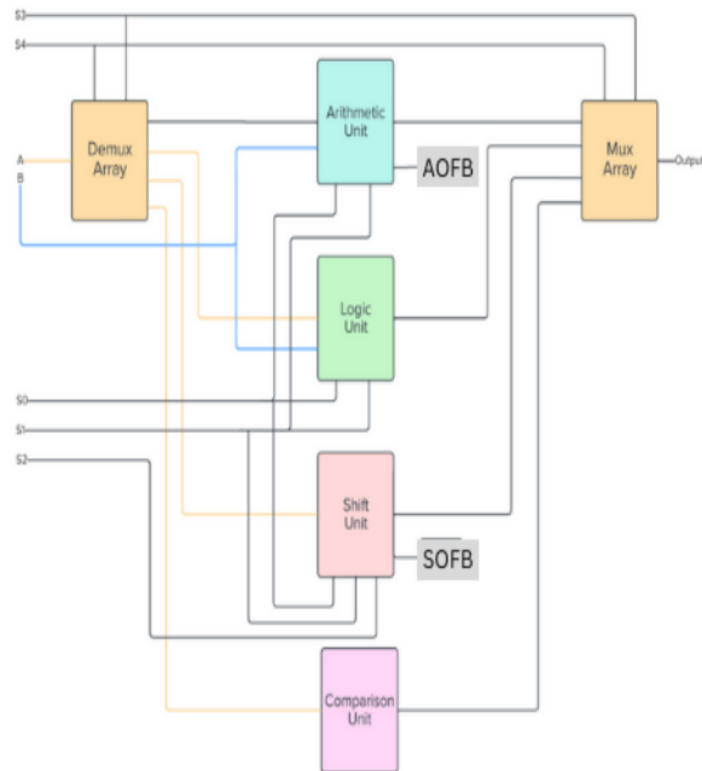 S3
S4
Arithmetic
Unit
Demux
Array
Mux
Array
A
B
Output
AOFB
Logic
Unit
S0
S1
S2
Shift
Unit
SOFB
Comparison
Unit